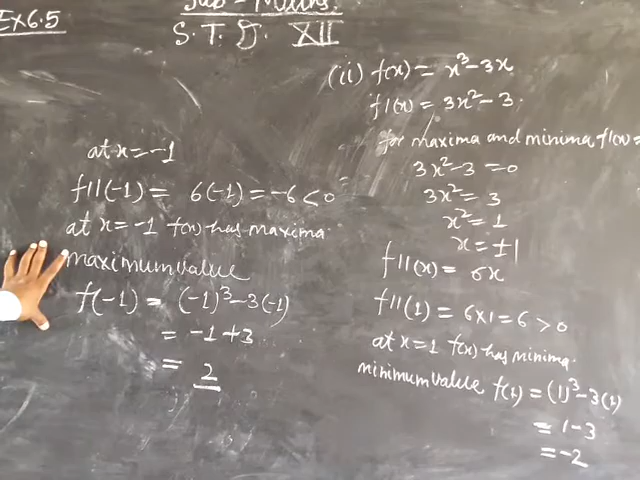 Ex 6.5
Sub - Maths.
S.T.D. XII
(ii) f(x) = x³-3x
f'(x) = 3x²-3.
for maxima and minima f'(x) =
3x²-3 = 0
3x² = 3
x² = 1
x = ±1
f''(x) = 6x
f''(1) = 6x1 = 6 > 0
at x = 1 f(x) has minima.
minimum value f(1) = (1)³-3(1)
= 1-3
= -2
at x = -1
f''(-1) = 6(-1) = -6 < 0
at x = -1 f(x) has maxima.
maximum value
f(-1) = (-1)³-3(-1)
= -1+3
= 2